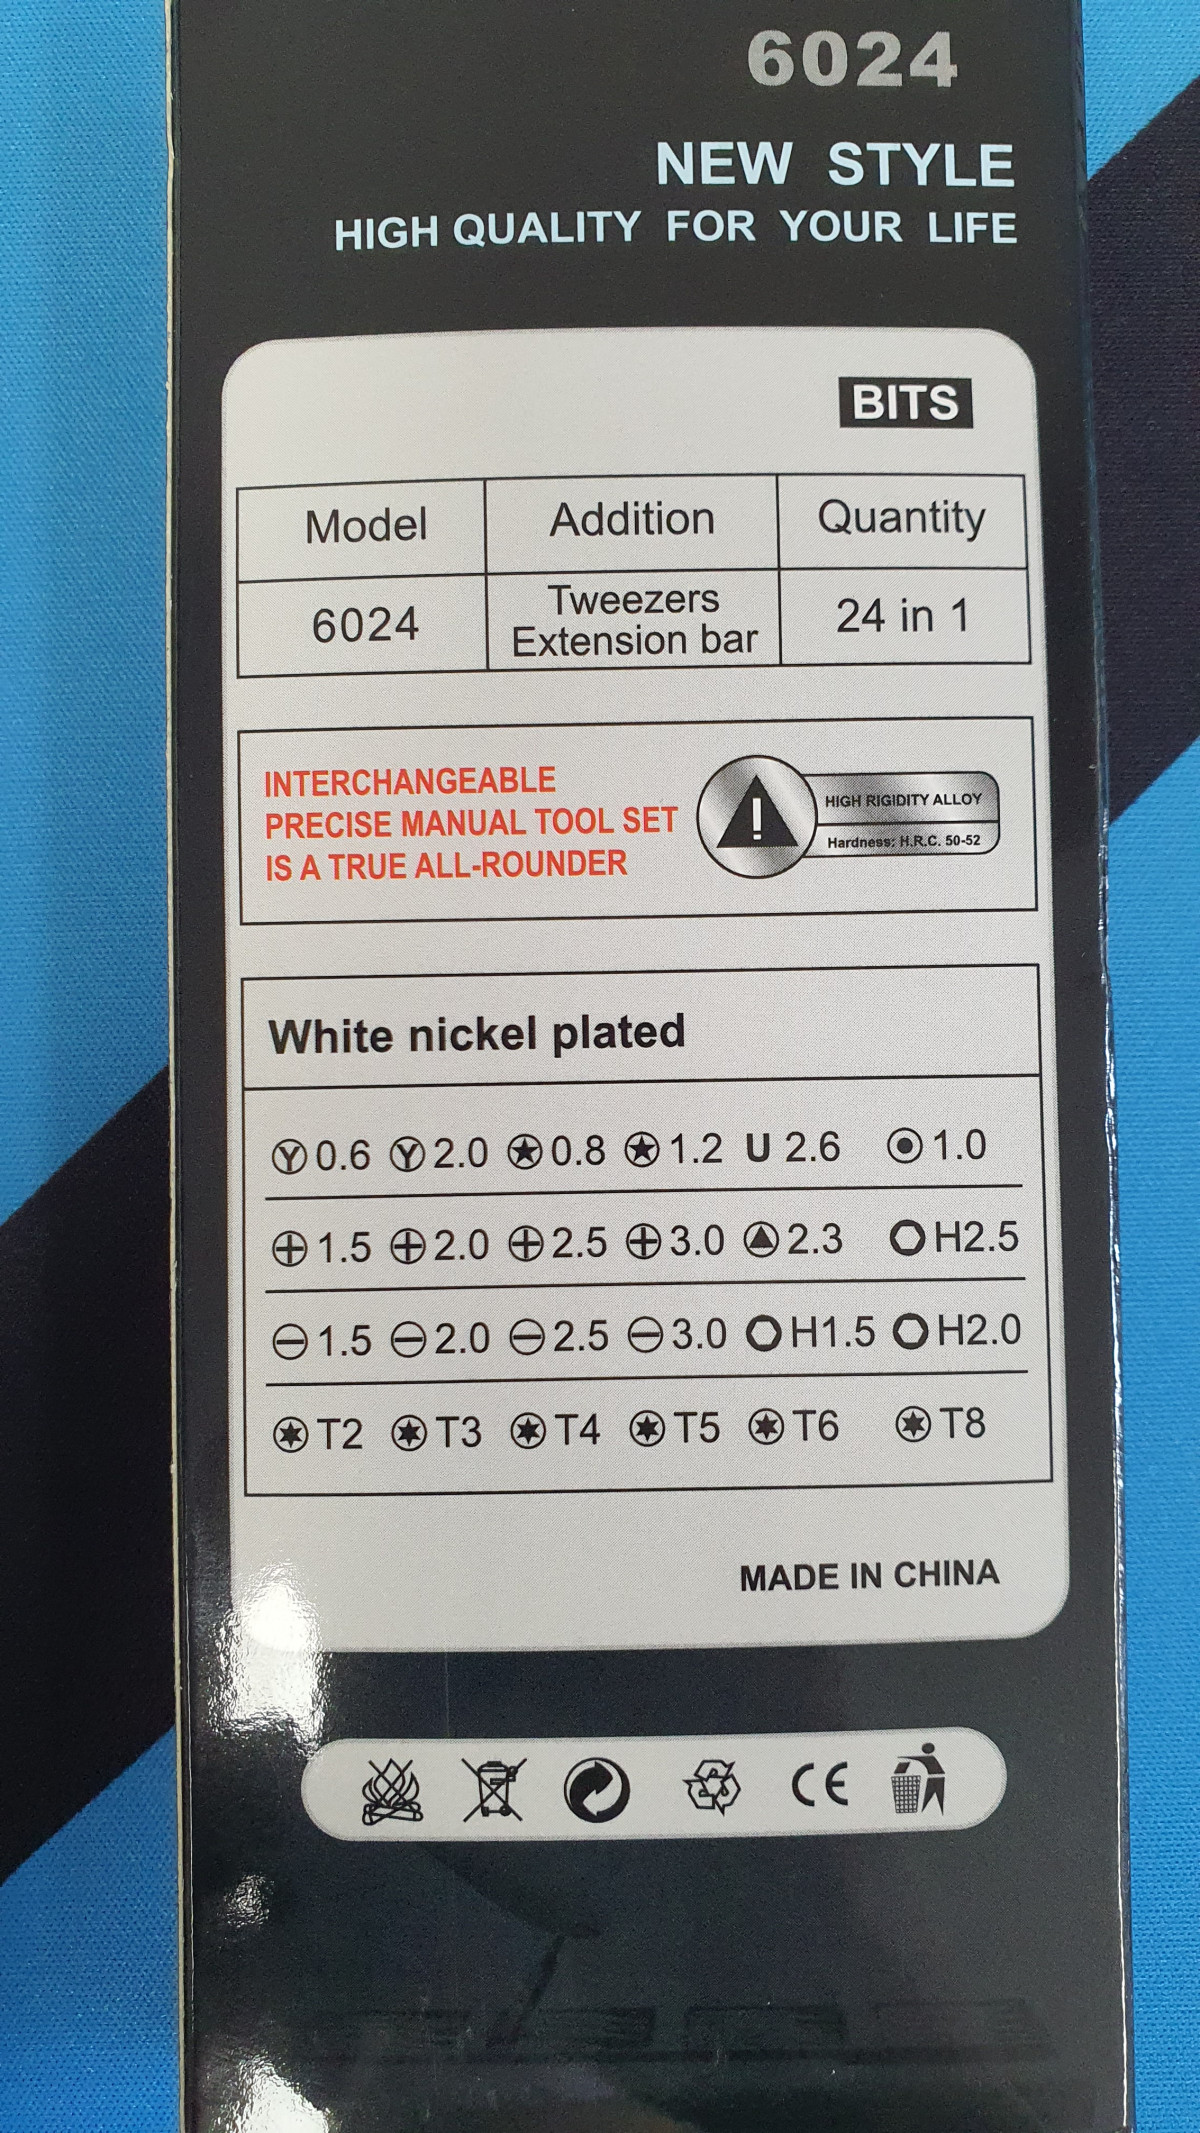 6024
NEW STYLE
HIGH QUALITY FOR YOUR LIFE
BITS
Model Addition Quantity
6024 Tweezers Extension bar 24 in 1
INTERCHANGEABLE
PRECISE MANUAL TOOL SET
IS A TRUE ALL-ROUNDER
HIGH RIGIDITY ALLOY
Hardness: H.R.C. 50-52
White nickel plated
Y 0.6 Y 2.0 0.8 1.2 U 2.6 1.0
1.5 2.0 2.5 3.0 2.3 H2.5
1.5 2.0 2.5 3.0 H1.5 H2.0
T2 T3 T4 T5 T6 T8
MADE IN CHINA
CE